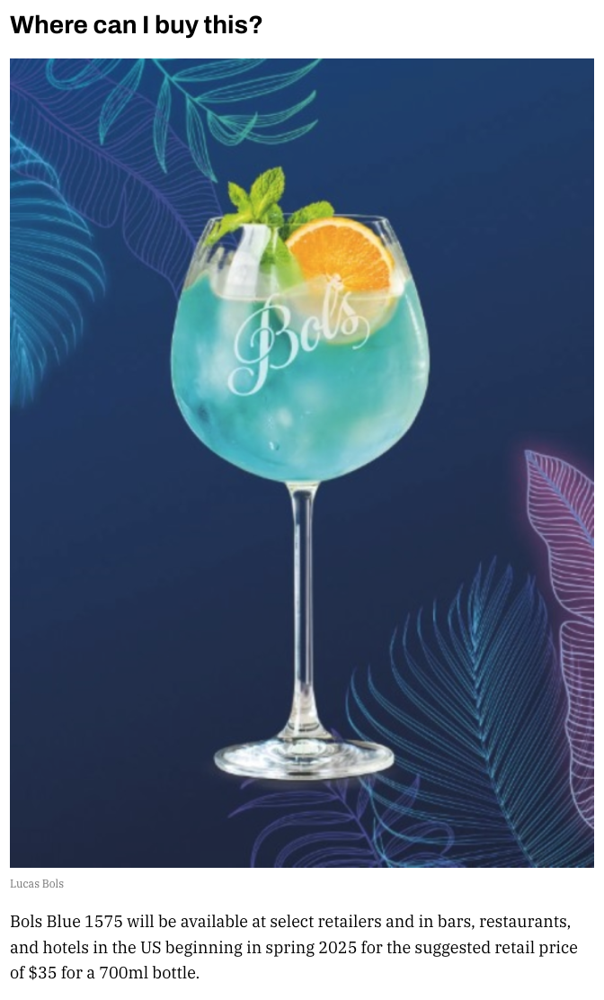 Where can I buy this?
Bols
Lucas Bols
Bols Blue 1575 will be available at select retailers and in bars, restaurants,
and hotels in the US beginning in spring 2025 for the suggested retail price
of $35 for a 700ml bottle.